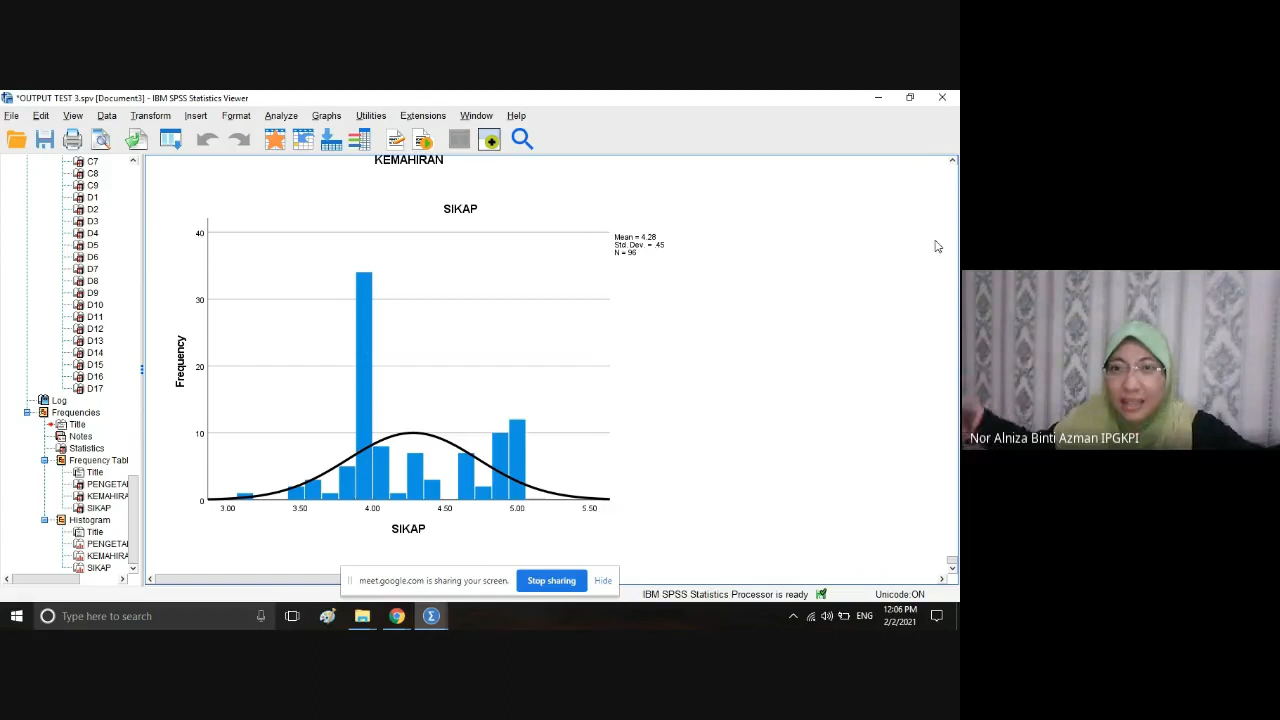 *OUTPUT TEST 3.spv [Document3] - IBM SPSS Statistics Viewer
File Edit View Data Transform Insert Format Analyze Graphs Utilities Extensions Window Help
C7
C8
C9
D1
D2
D3
D4
D5
D6
D7
D8
D9
D10
D11
D12
D13
D14
D15
D16
D17
Log
Frequencies
Title
Notes
Statistics
Frequency Tabl
Title
PENGETA
KEMAHIRA
SIKAP
Histogram
Title
PENGETA
KEMAHIRA
SIKAP
KEMAHIRAN
SIKAP
Mean = 4.28
Std. Dev. = .45
N = 96
Frequency
40
30
20
10
0
3.00 3.50 4.00 4.50 5.00 5.50
SIKAP
meet.google.com is sharing your screen. Stop sharing Hide
IBM SPSS Statistics Processor is ready Unicode:ON
Type here to search
ENG
12:06 PM
2/2/2021
Nor Alniza Binti Azman IPGKPI